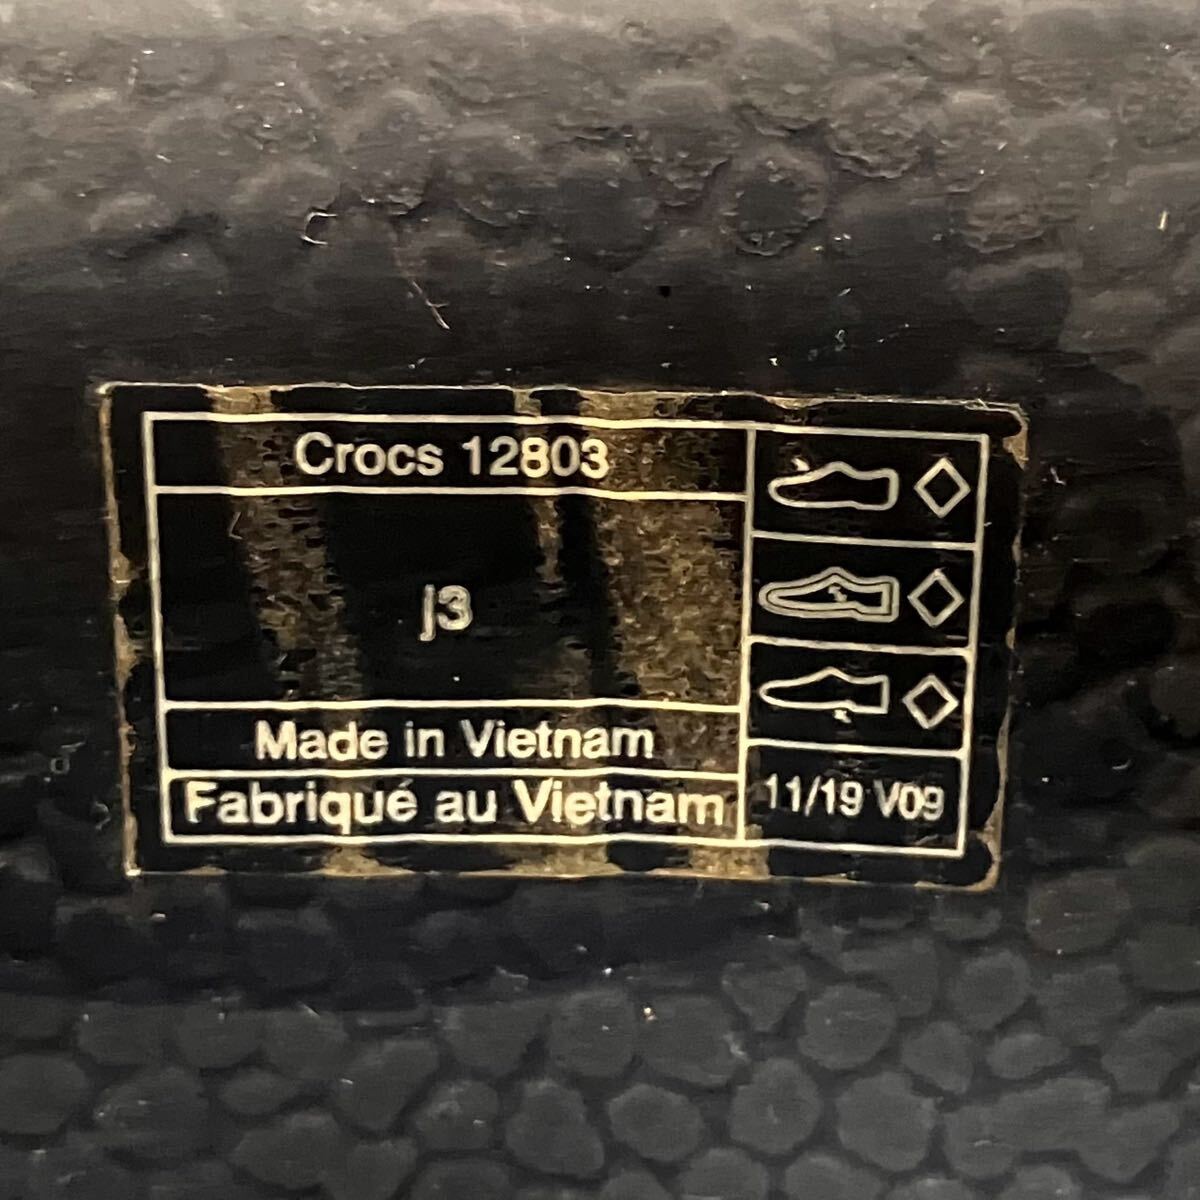 Crocs 12803
j3
Made in Vietnam
Fabriqué au Vietnam
11/19 V09